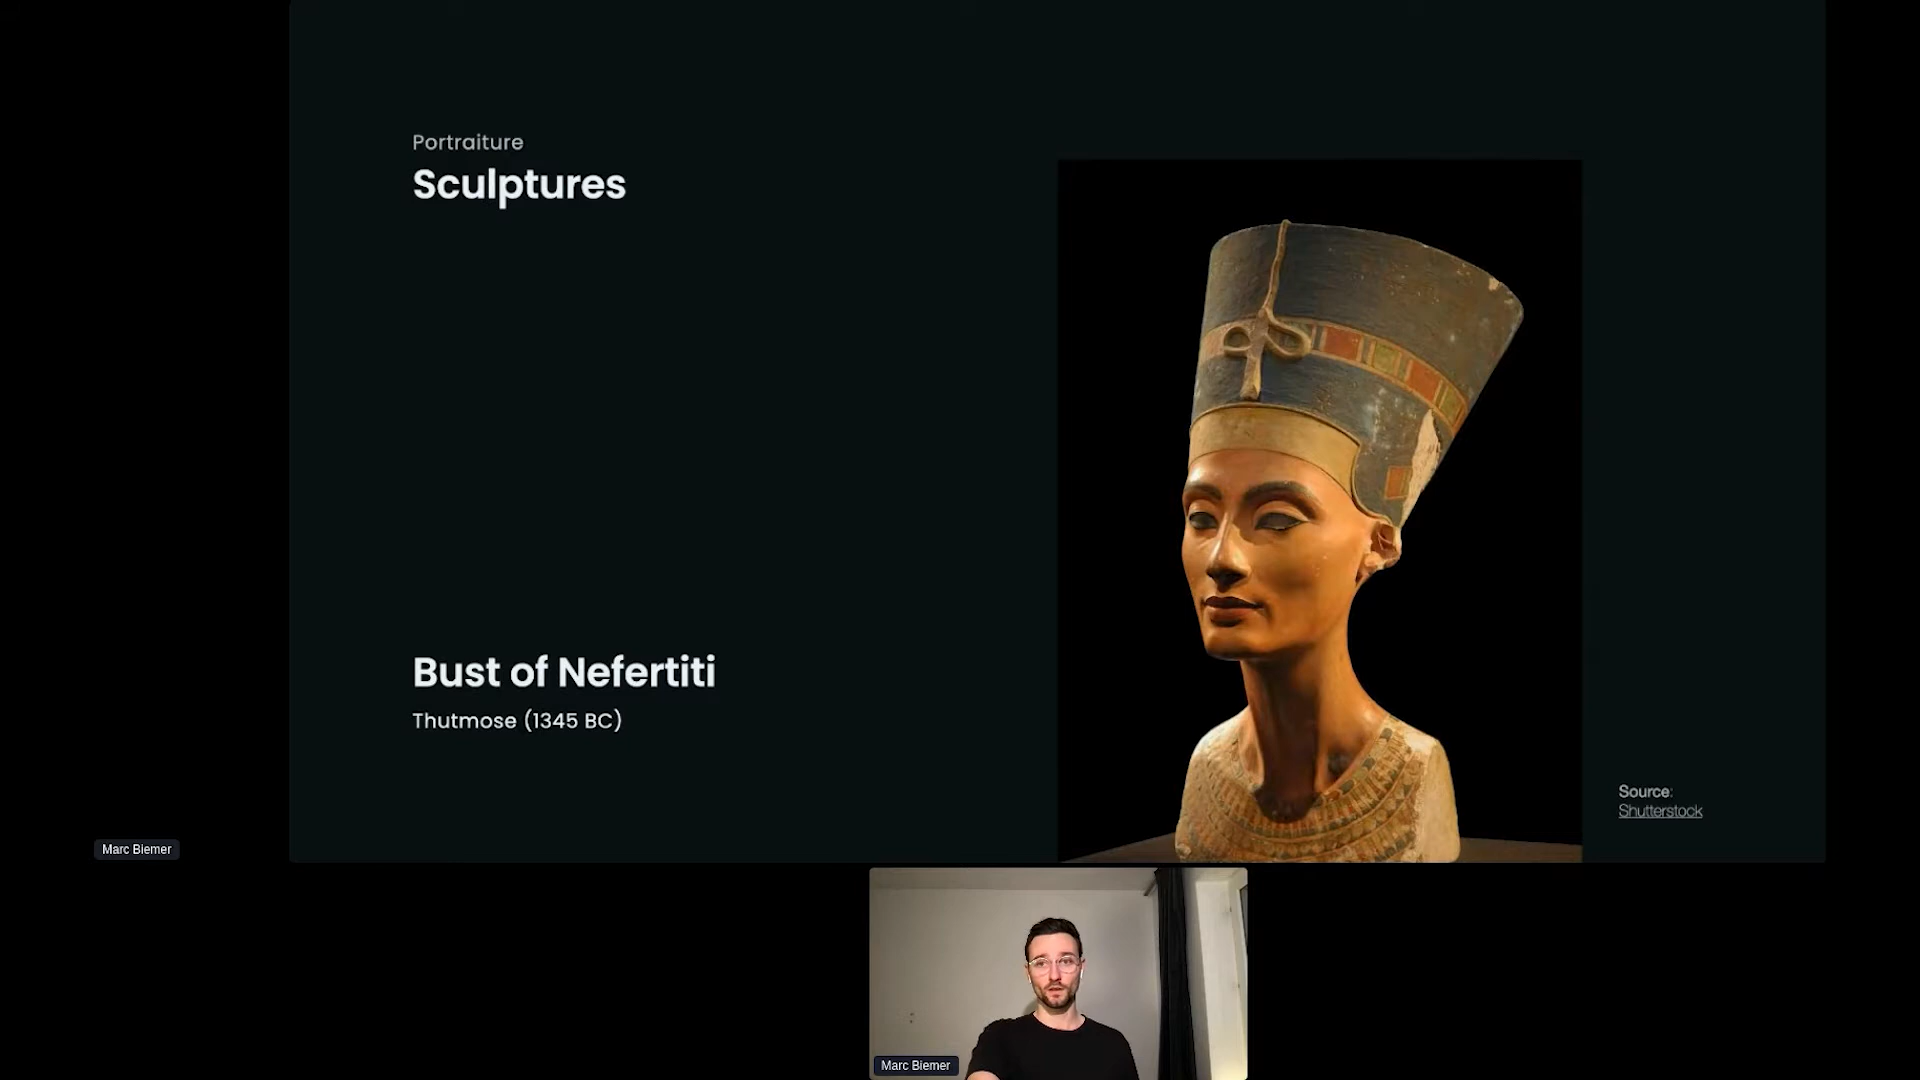 Portraiture
Sculptures
Bust of Nefertiti
Thutmose (1345 BC)
Source:
Shutterstock
Marc Biemer
Marc Biemer